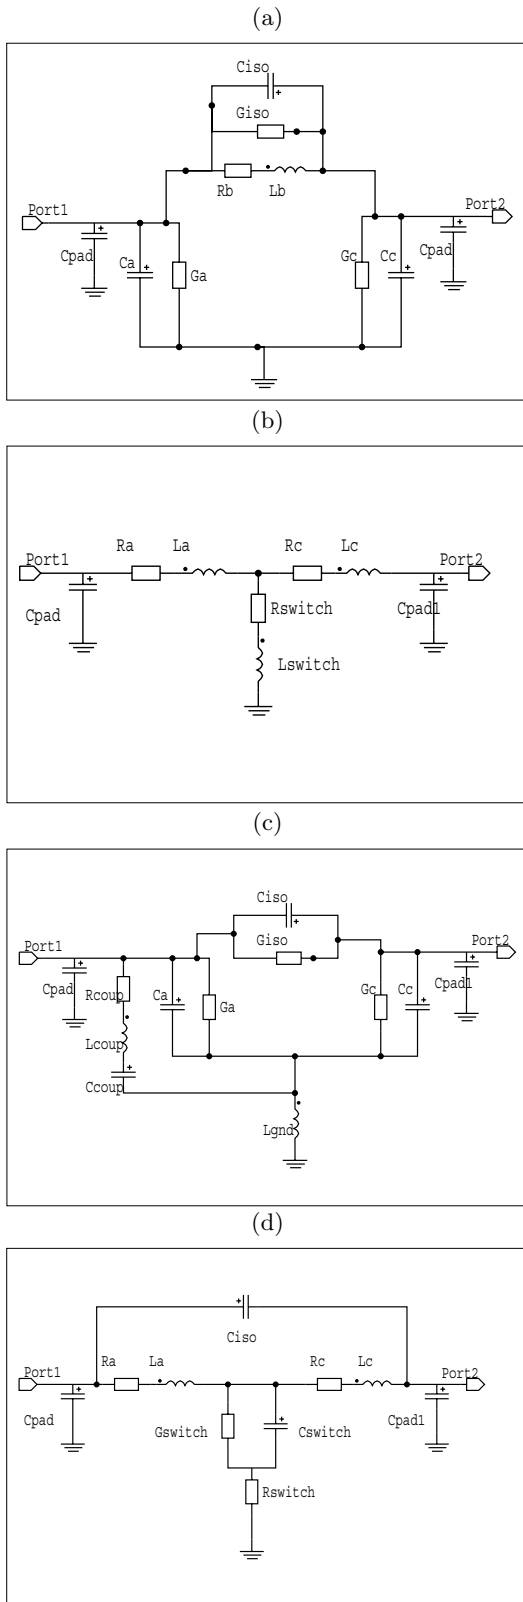 (a)
Ciso
Giso
Rb Lb
Port1 Port2
Cpad Ca Ga Gc Cc Cpad
(b)
Port1 Ra La Rc Lc Port2
Cpad Rswitch Cpad1
Lswitch
(c)
Ciso
Port1 Giso Port2
Cpad Rcoup Ca Ga Gc Cc Cpad1
Lcoup
Ccoup
Lgnd
(d)
Ciso
Port1 Ra La Rc Lc Port2
Cpad Gswitch Cswitch Cpad1
Rswitch